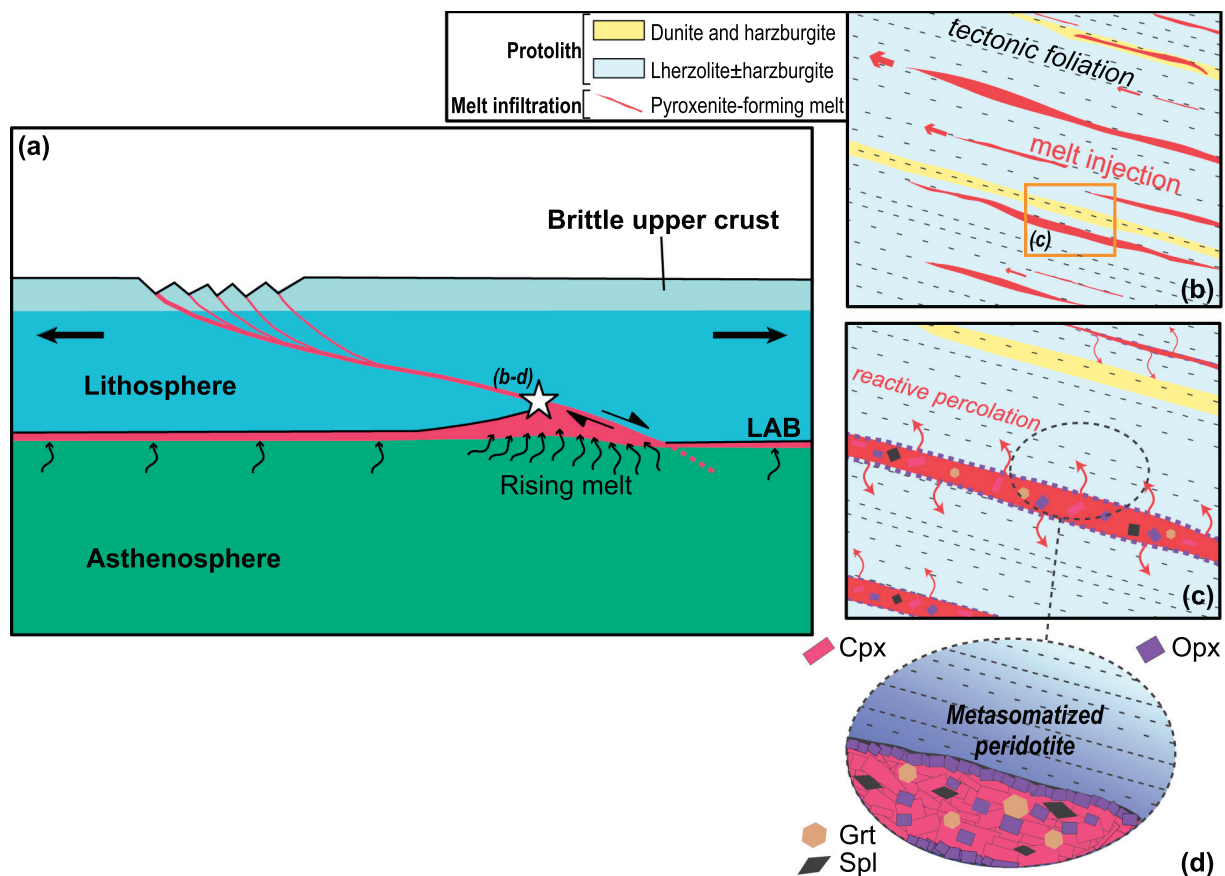 Protolith
Dunite and harzburgite
Lherzolite±harzburgite
Melt infiltration
Pyroxenite-forming melt
(a)
Brittle upper crust
Lithosphere
(b-d)
LAB
Rising melt
Asthenosphere
tectonic foliation
melt injection
(c)
(b)
reactive percolation
(c)
Cpx
Opx
Metasomatized
peridotite
Grt
Spl
(d)